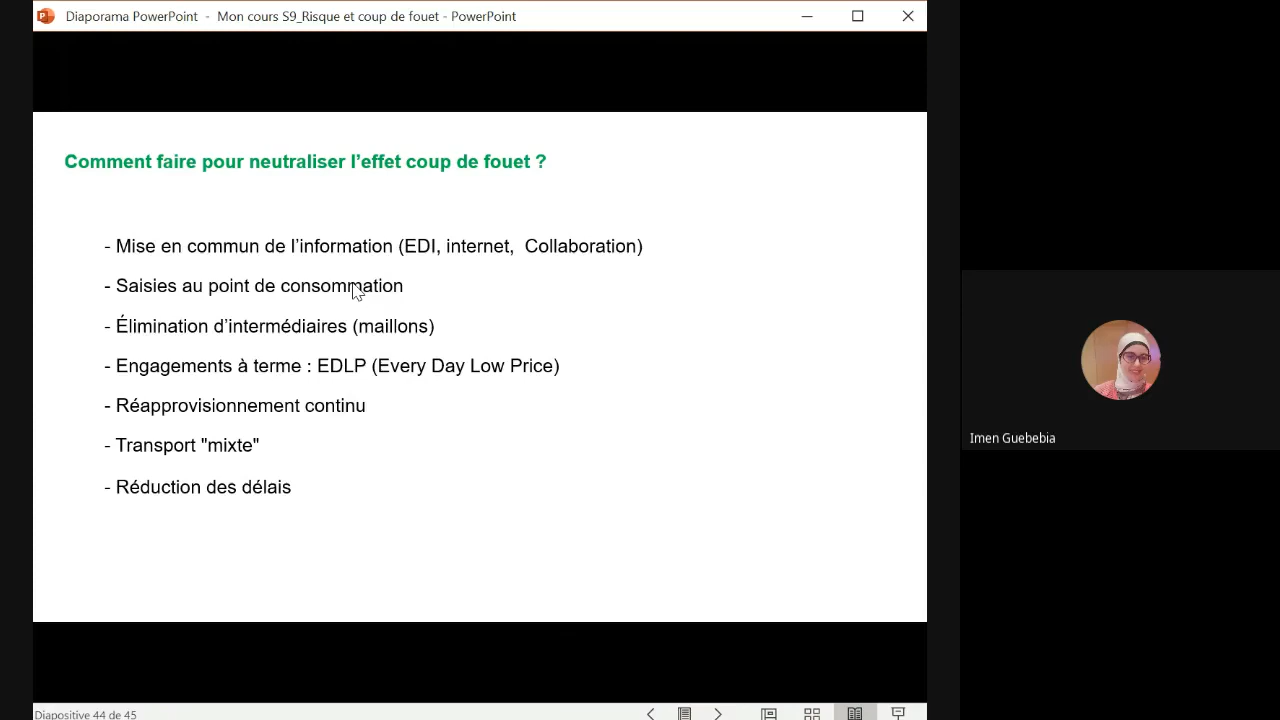 Diaporama PowerPoint - Mon cours S9_Risque et coup de fouet - PowerPoint
Comment faire pour neutraliser l’effet coup de fouet ?
- Mise en commun de l’information (EDI, internet, Collaboration)
- Saisies au point de consommation
- Élimination d’intermédiaires (maillons)
- Engagements à terme : EDLP (Every Day Low Price)
- Réapprovisionnement continu
- Transport "mixte"
- Réduction des délais
Imen Guebebia
Diapositive 44 de 45